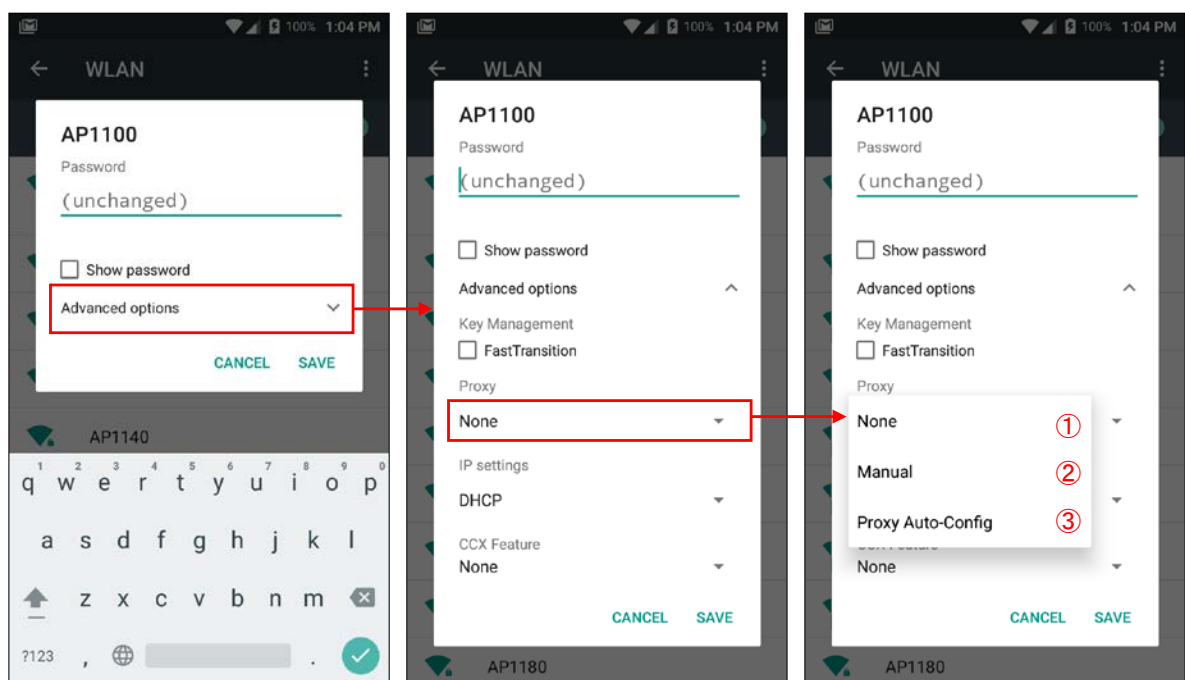 100% 1:04 PM
WLAN
AP1100
Password
(unchanged)
Show password
Advanced options
CANCEL SAVE
AP1140
1 2 3 4 5 6 7 8 9 0
q w e r t y u i o p
a s d f g h j k l
z x c v b n m
?123 , .
100% 1:04 PM
WLAN
AP1100
Password
(unchanged)
Show password
Advanced options
Key Management
FastTransition
Proxy
None
IP settings
DHCP
CCX Feature
None
CANCEL SAVE
AP1180
100% 1:04 PM
WLAN
AP1100
Password
(unchanged)
Show password
Advanced options
Key Management
FastTransition
Proxy
None ①
Manual ②
Proxy Auto-Config ③
CCX Feature
None
CANCEL SAVE
AP1180